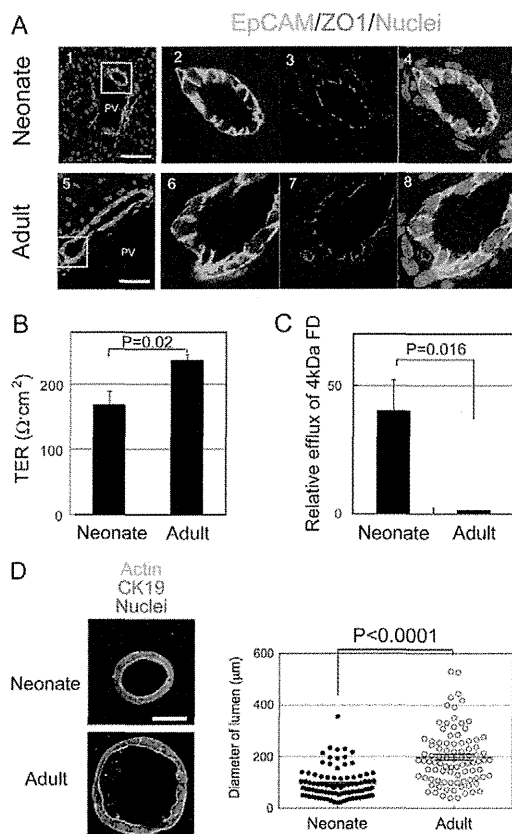 A
EpCAM/ZO1/Nuclei
Neonate
1
PV
2
3
4
Adult
5
PV
6
7
8
B
P=0.02
TER (Ω·cm²)
200
100
0
Neonate
Adult
C
P=0.016
Relative efflux of 4kDa FD
50
0
Neonate
Adult
D
Actin
CK19
Nuclei
Neonate
Adult
P<0.0001
Diameter of lumen (μm)
600
400
200
0
Neonate
Adult